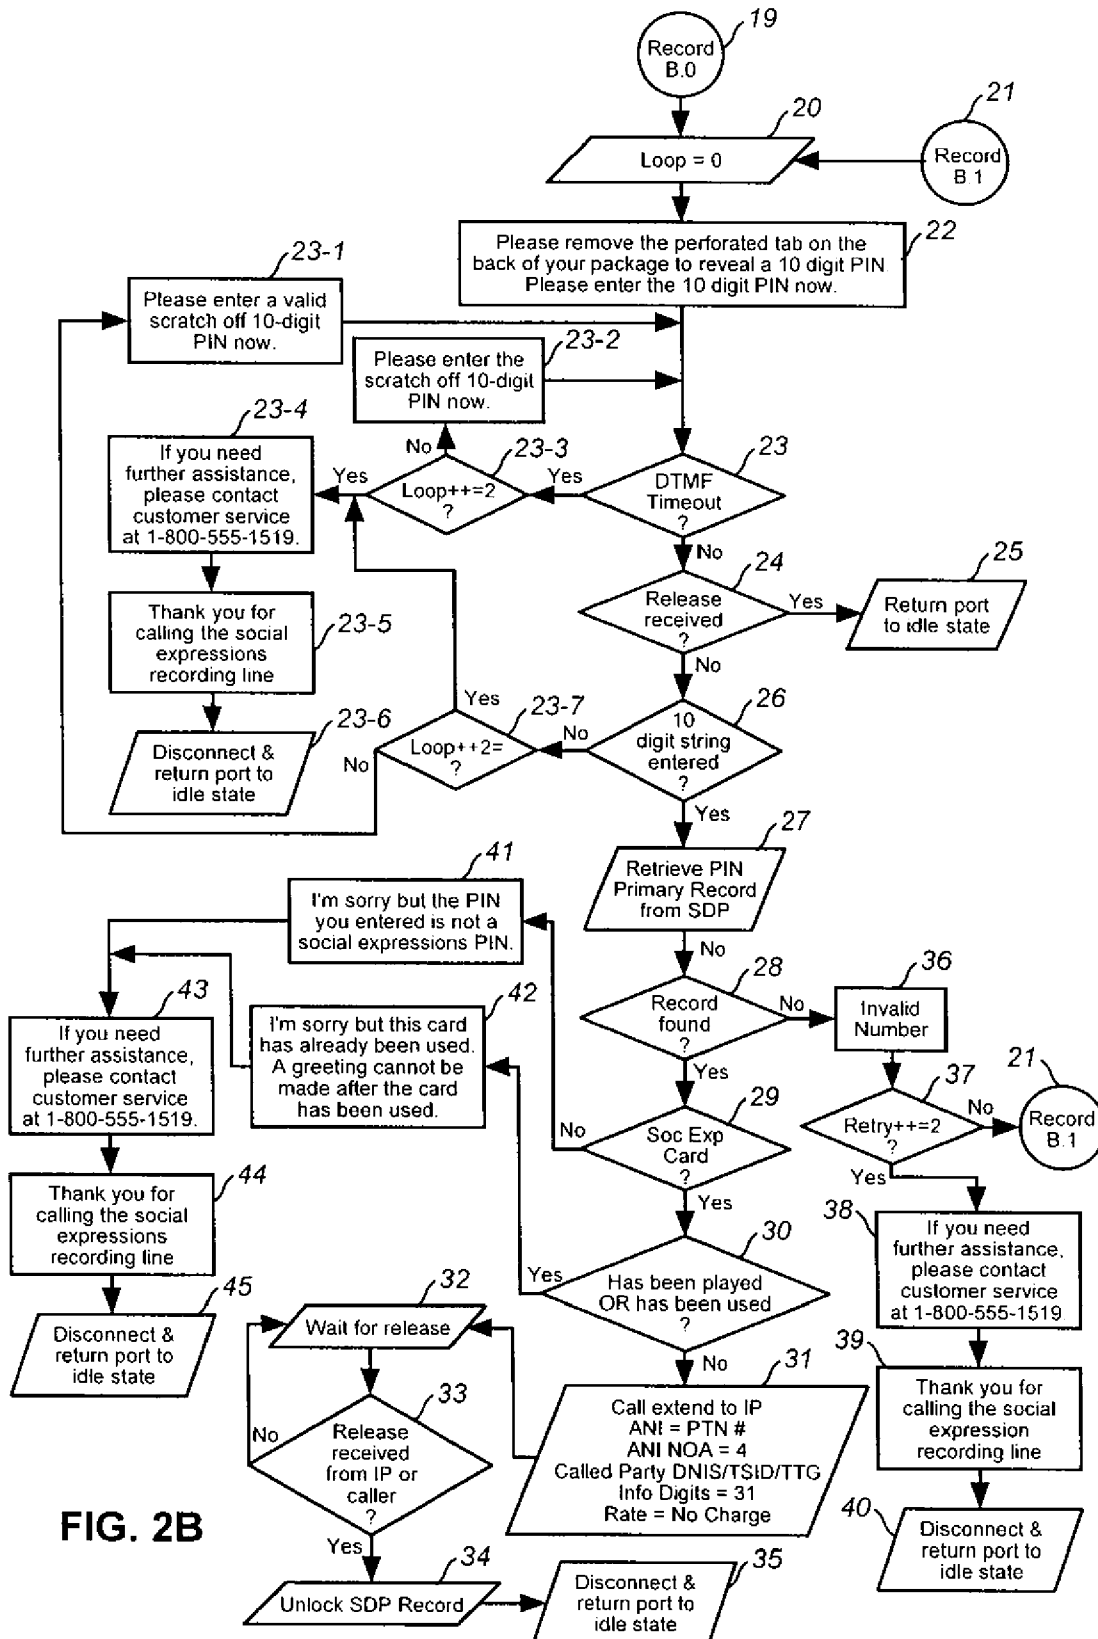 19
Record
B.0
20
Loop = 0
21
Record
B.1
22
Please remove the perforated tab on the
back of your package to reveal a 10 digit PIN.
Please enter the 10 digit PIN now.
23-1
Please enter a valid
scratch off 10-digit
PIN now.
23-2
Please enter the
scratch off 10-digit
PIN now.
23-4
If you need
further assistance,
please contact
customer service
at 1-800-555-1519.
No
23-3
Yes
Loop++=2
?
Yes
23
DTMF
Timeout
?
No
24
Release
received
?
Yes
25
Return port
to idle state
Thank you for
calling the social
expressions
recording line
23-5
No
23-6
Disconnect &
return port to
idle state
Yes
23-7
Loop++2=
?
No
No
26
10
digit string
entered
?
Yes
27
Retrieve PIN
Primary Record
from SDP
No
41
I'm sorry but the PIN
you entered is not a
social expressions PIN.
28
Record
found
?
No
36
Invalid
Number
43
If you need
further assistance,
please contact
customer service
at 1-800-555-1519.
42
I'm sorry but this card
has already been used.
A greeting cannot be
made after the card
has been used.
Yes
29
No
Soc Exp
Card
?
37
Retry++=2
?
No
21
Record
B.1
Yes
Yes
44
Thank you for
calling the social
expressions
recording line
30
Yes
Has been played
OR has been used
?
No
38
If you need
further assistance,
please contact
customer service
at 1-800-555-1519.
45
Disconnect &
return port to
idle state
32
Wait for release
31
Call extend to IP
ANI = PTN #
ANI NOA = 4
Called Party DNIS/TSID/TTG
Info Digits = 31
Rate = No Charge
39
Thank you for
calling the social
expression
recording line
33
No
Release
received
from IP or
caller
?
Yes
40
Disconnect &
return port to
idle state
FIG. 2B
34
Unlock SDP Record
35
Disconnect &
return port to
idle state